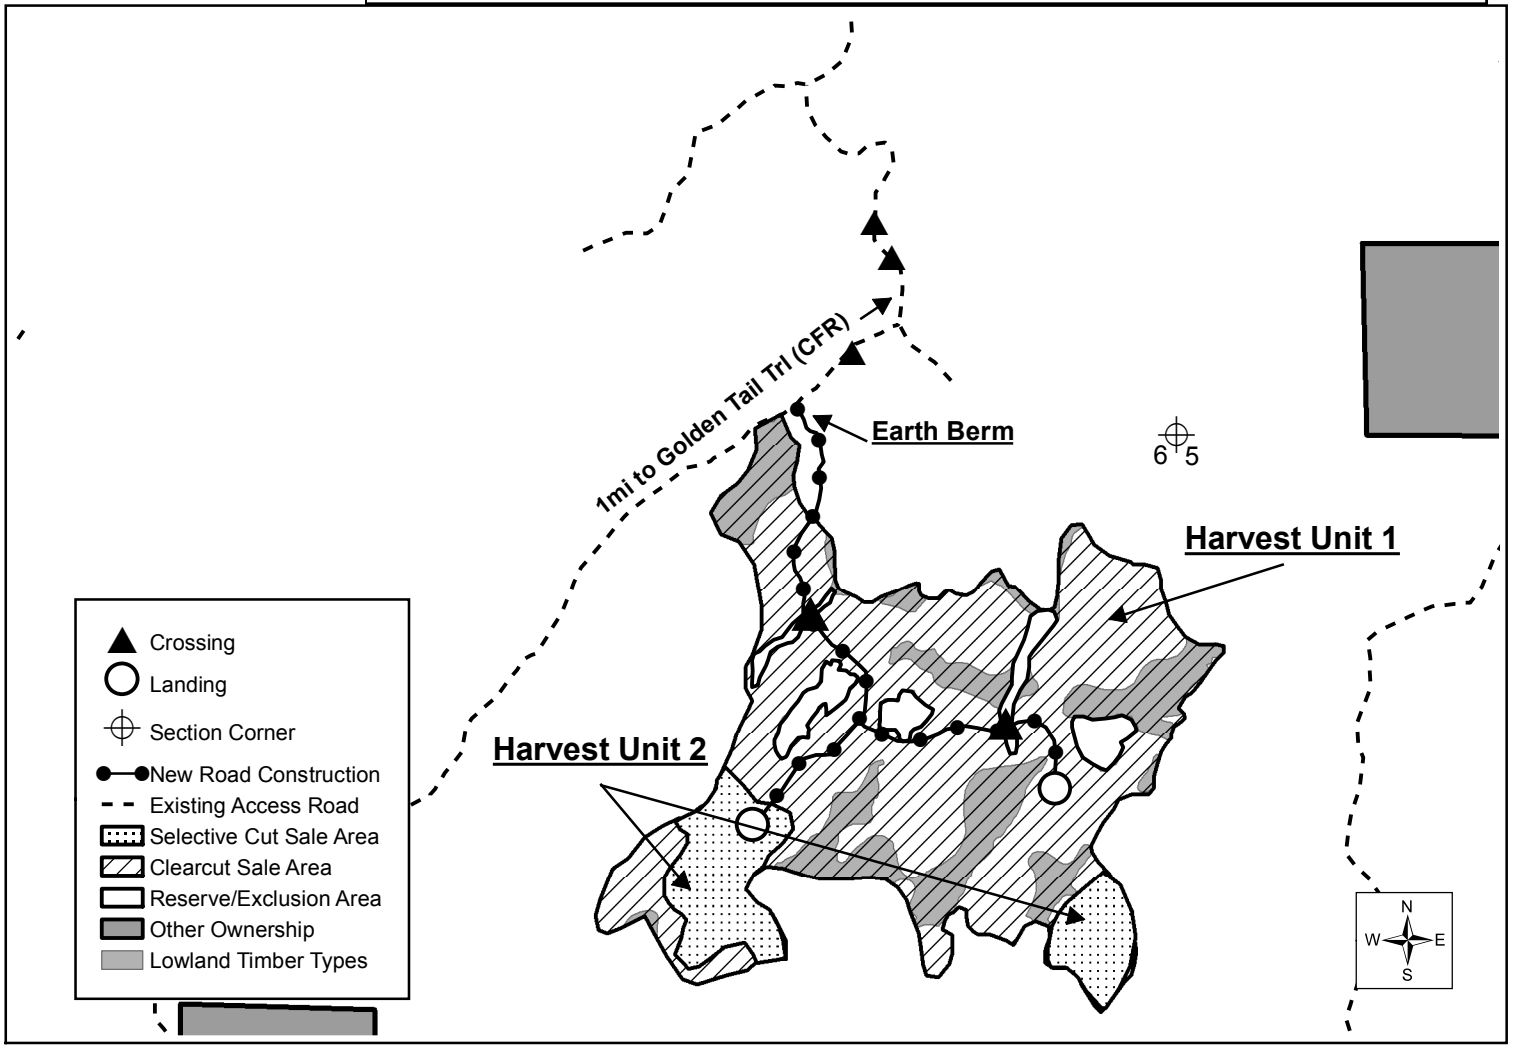 1mi to Golden Tail Trl (CFR)
Earth Berm
6 5
Harvest Unit 1
Harvest Unit 2
Crossing
Landing
Section Corner
New Road Construction
Existing Access Road
Selective Cut Sale Area
Clearcut Sale Area
Reserve/Exclusion Area
Other Ownership
Lowland Timber Types
N
W E
S